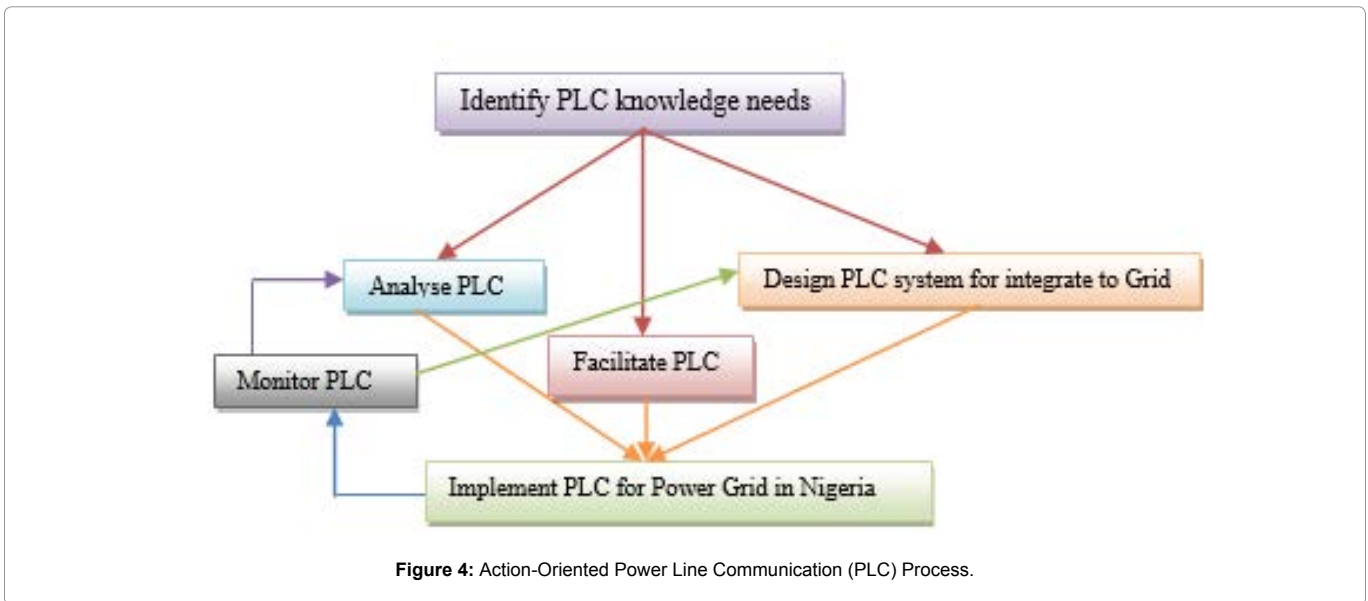 Identify PLC knowledge needs
Analyse PLC
Design PLC system for integrate to Grid
Facilitate PLC
Monitor PLC
Implement PLC for Power Grid in Nigeria
Figure 4: Action-Oriented Power Line Communication (PLC) Process.